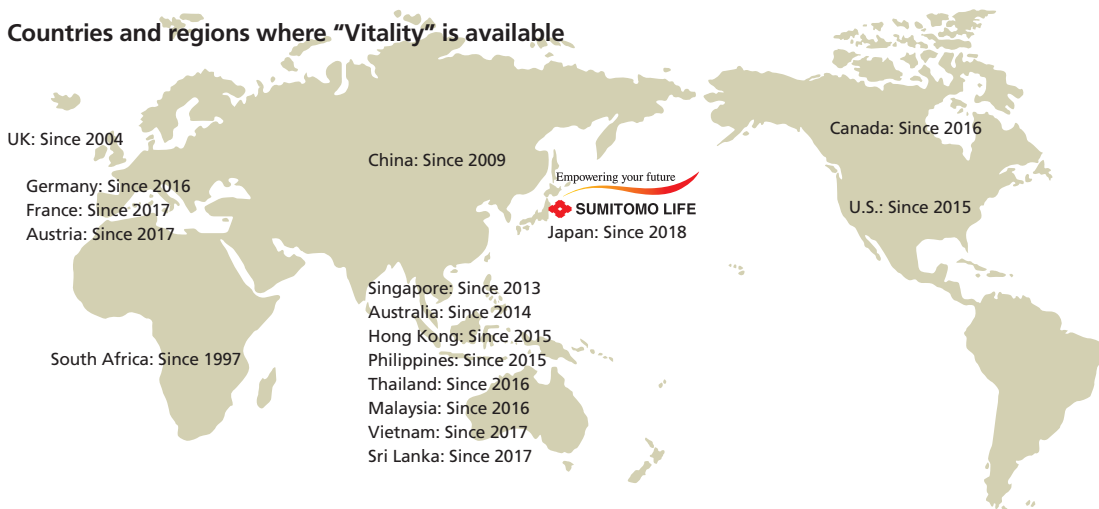 Countries and regions where “Vitality” is available
UK: Since 2004
Germany: Since 2016
France: Since 2017
Austria: Since 2017
South Africa: Since 1997
China: Since 2009
Empowering your future
SUMITOMO LIFE
Japan: Since 2018
Singapore: Since 2013
Australia: Since 2014
Hong Kong: Since 2015
Philippines: Since 2015
Thailand: Since 2016
Malaysia: Since 2016
Vietnam: Since 2017
Sri Lanka: Since 2017
Canada: Since 2016
U.S.: Since 2015